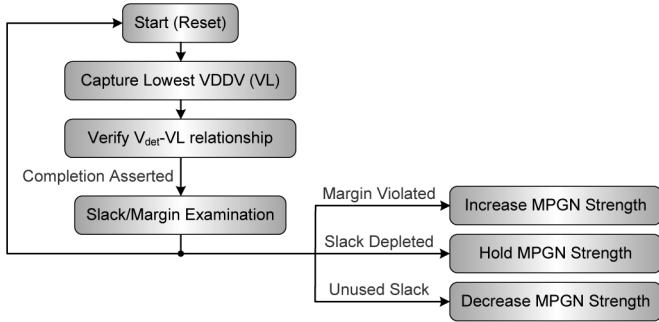 Start (Reset)
Capture Lowest VDDV (VL)
Verify Vdet-VL relationship
Completion Asserted
Slack/Margin Examination
Margin Violated
Increase MPGN Strength
Slack Depleted
Hold MPGN Strength
Unused Slack
Decrease MPGN Strength